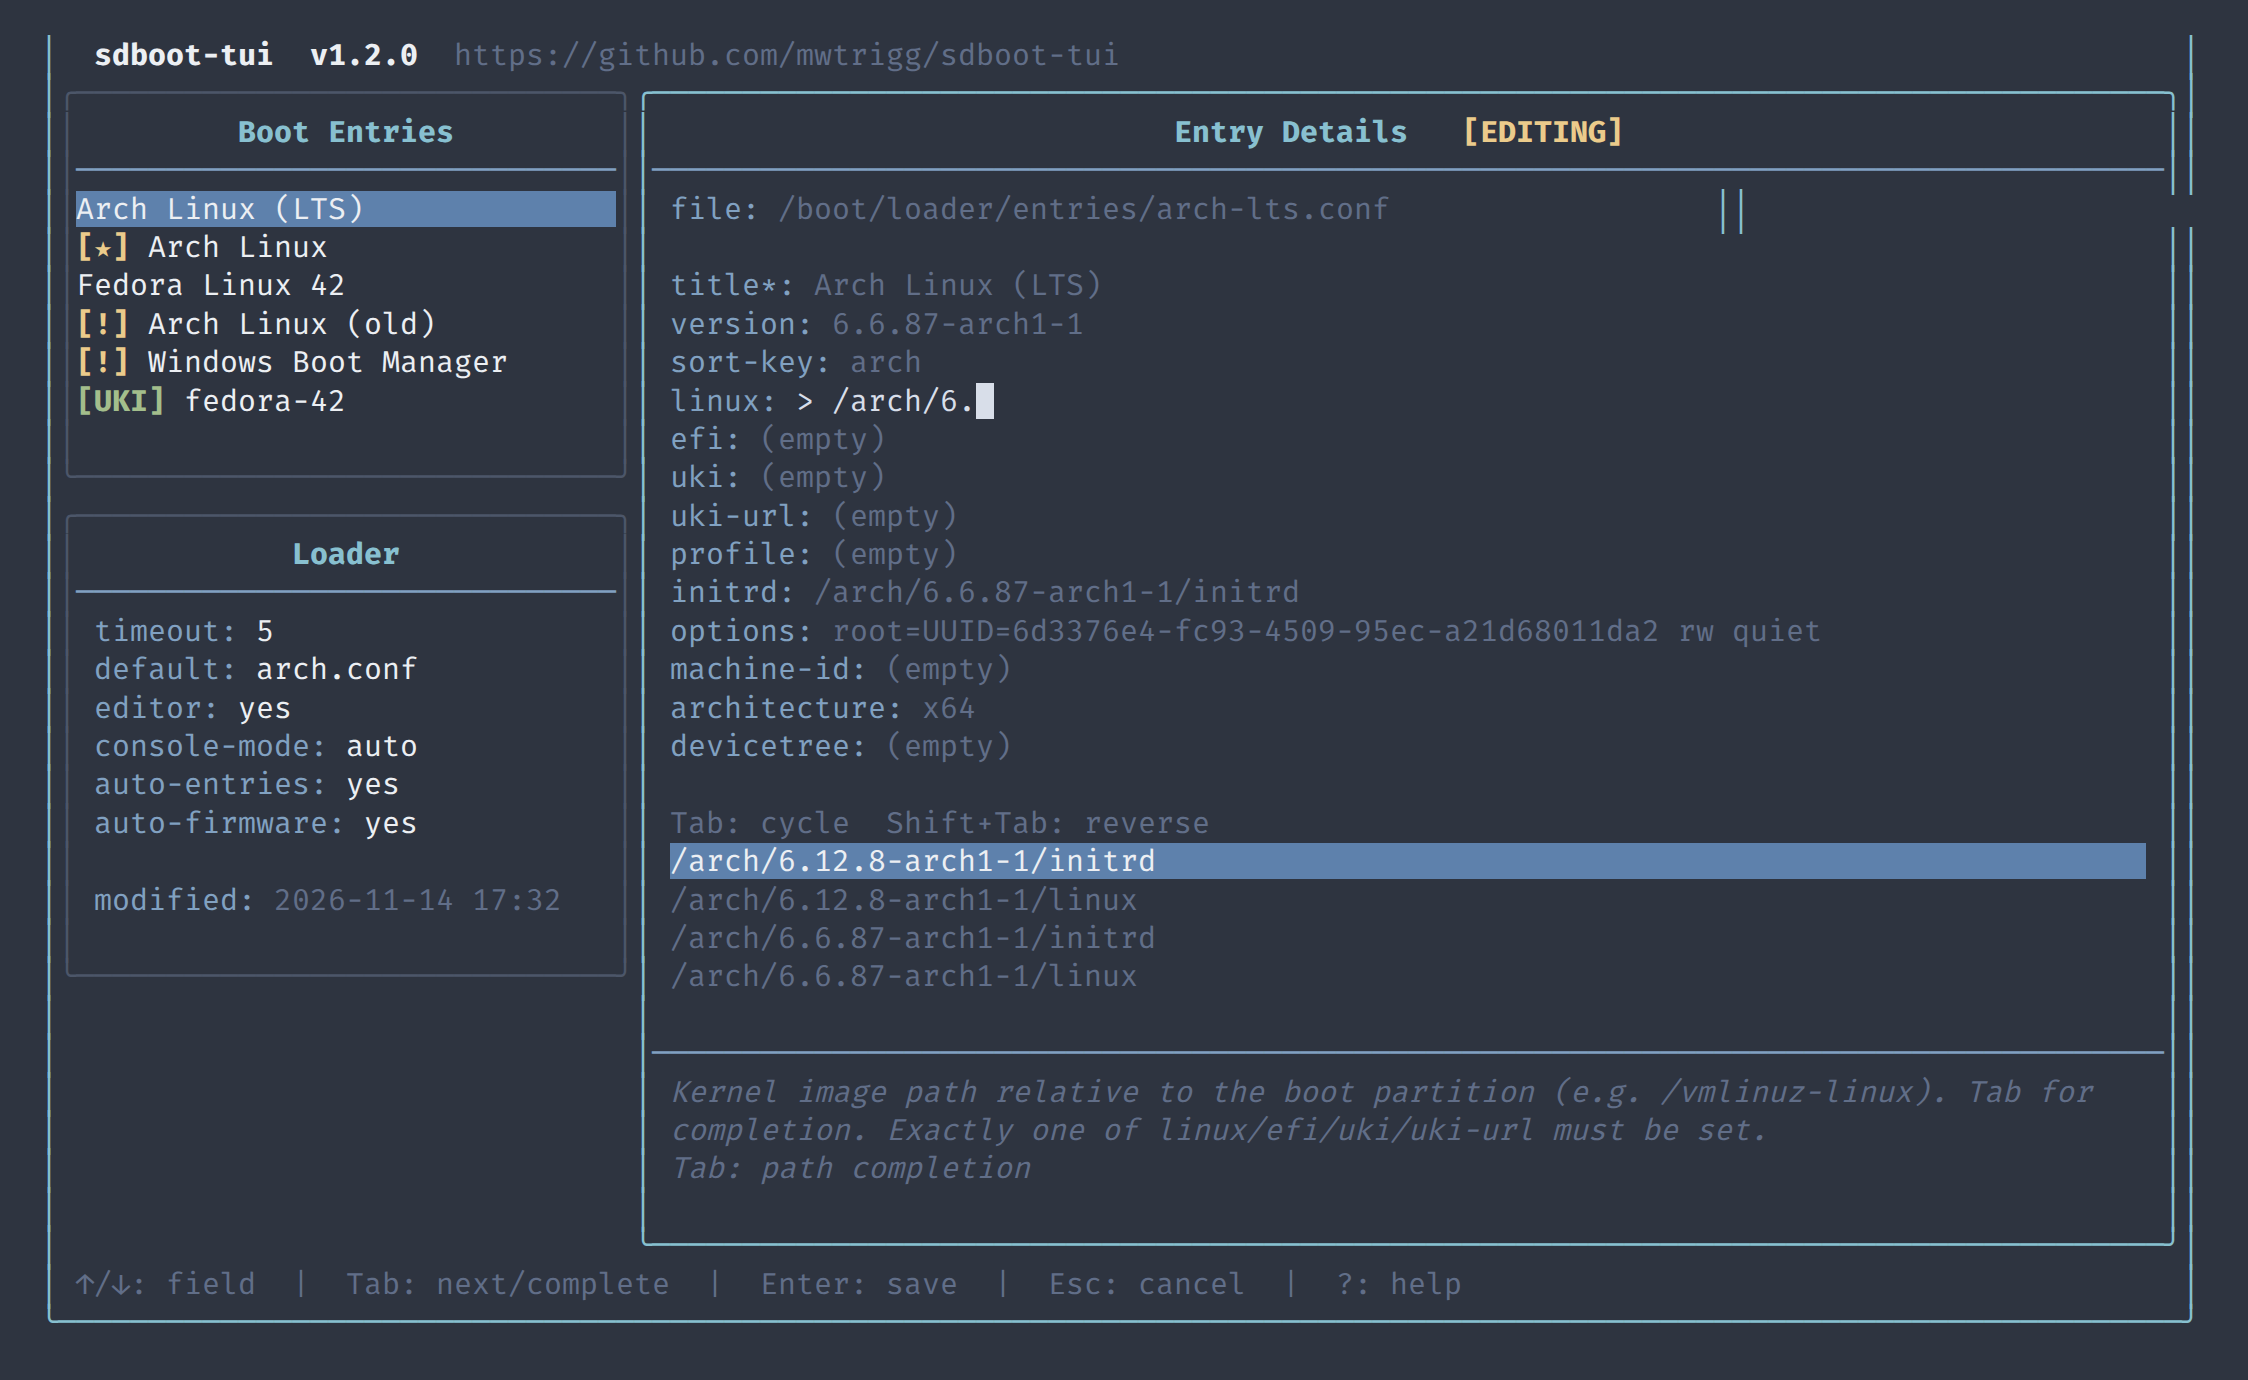 sdboot-tui  v1.2.0  https://github.com/mwtrigg/sdboot-tui
Boot Entries
Arch Linux (LTS)
[★] Arch Linux
Fedora Linux 42
[!] Arch Linux (old)
[!] Windows Boot Manager
[UKI] fedora-42
Loader
timeout: 5
default: arch.conf
editor: yes
console-mode: auto
auto-entries: yes
auto-firmware: yes
modified: 2026-11-14 17:32
Entry Details   [EDITING]
file: /boot/loader/entries/arch-lts.conf
title*: Arch Linux (LTS)
version: 6.6.87-arch1-1
sort-key: arch
linux: > /arch/6.
efi: (empty)
uki: (empty)
uki-url: (empty)
profile: (empty)
initrd: /arch/6.6.87-arch1-1/initrd
options: root=UUID=6d3376e4-fc93-4509-95ec-a21d68011da2 rw quiet
machine-id: (empty)
architecture: x64
devicetree: (empty)
Tab: cycle  Shift+Tab: reverse
/arch/6.12.8-arch1-1/initrd
/arch/6.12.8-arch1-1/linux
/arch/6.6.87-arch1-1/initrd
/arch/6.6.87-arch1-1/linux
Kernel image path relative to the boot partition (e.g. /vmlinuz-linux). Tab for
completion. Exactly one of linux/efi/uki/uki-url must be set.
Tab: path completion
↑/↓: field  |  Tab: next/complete  |  Enter: save  |  Esc: cancel  |  ?: help